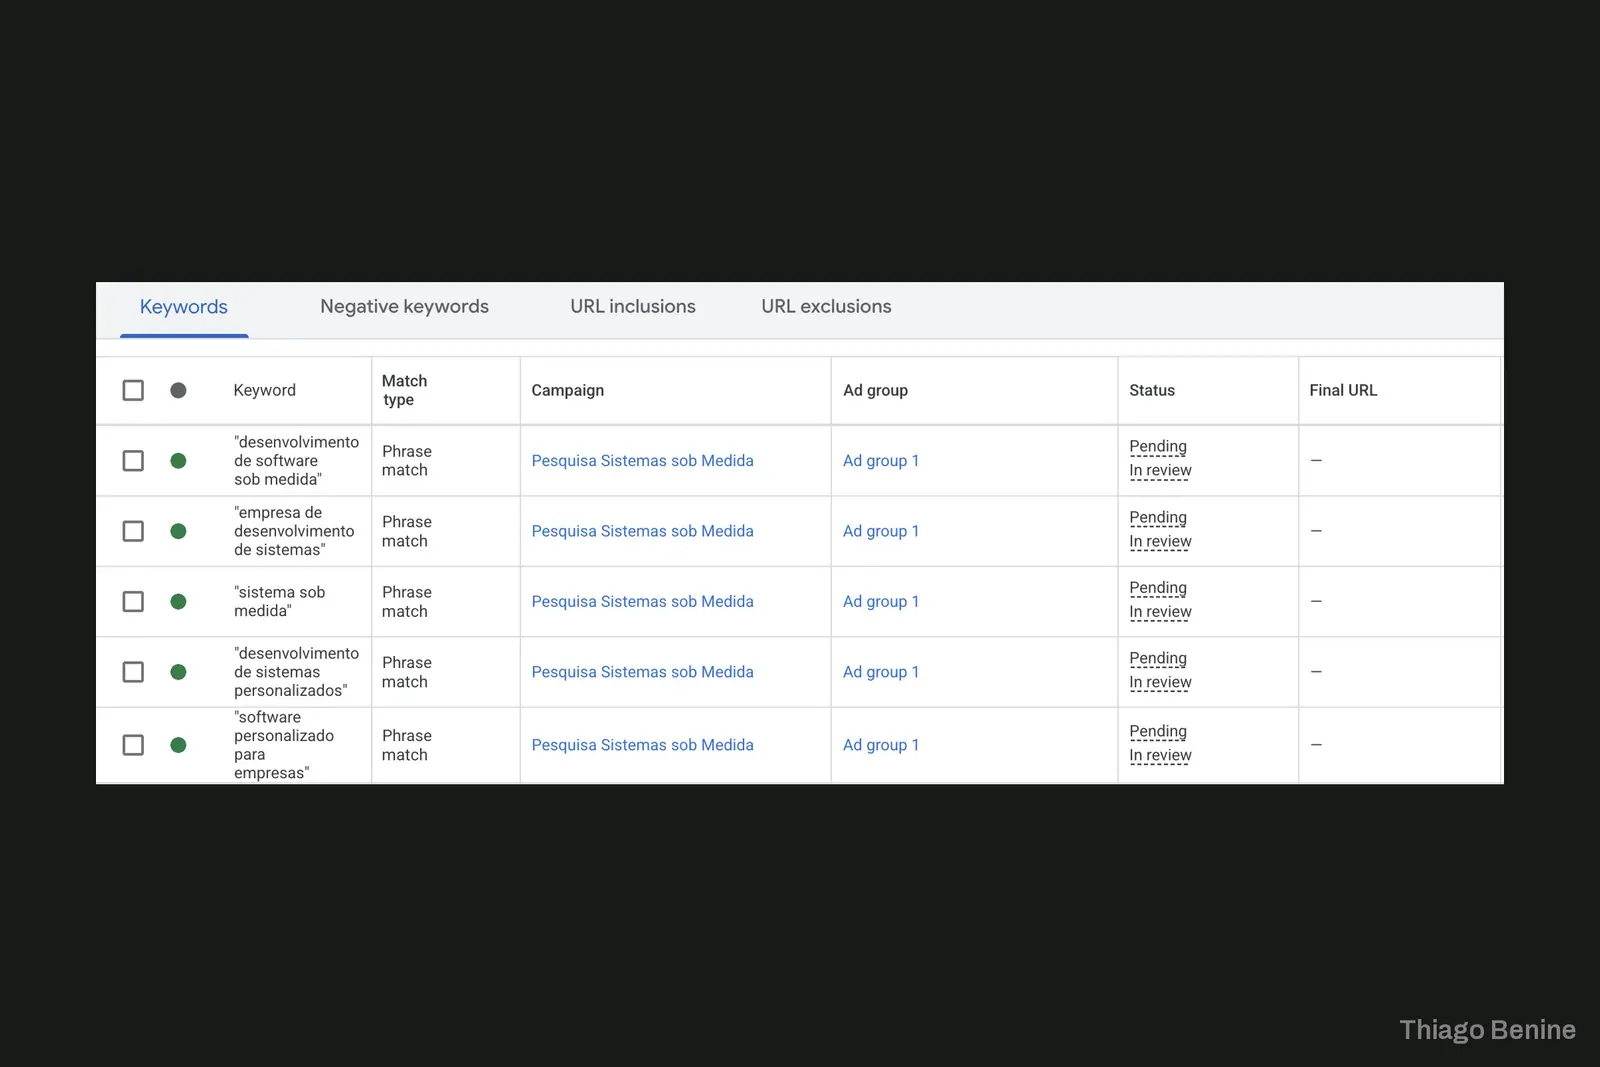 Keywords
Negative keywords
URL inclusions
URL exclusions
Keyword
Match
type
Campaign
Ad group
Status
Final URL
"desenvolvimento
de software
sob medida"
Phrase
match
Pesquisa Sistemas sob Medida
Ad group 1
Pending
In review
—
"empresa de
desenvolvimento
de sistemas"
Phrase
match
Pesquisa Sistemas sob Medida
Ad group 1
Pending
In review
—
"sistema sob
medida"
Phrase
match
Pesquisa Sistemas sob Medida
Ad group 1
Pending
In review
—
"desenvolvimento
de sistemas
personalizados"
Phrase
match
Pesquisa Sistemas sob Medida
Ad group 1
Pending
In review
—
"software
personalizado
para
empresas"
Phrase
match
Pesquisa Sistemas sob Medida
Ad group 1
Pending
In review
—
Thiago Benine